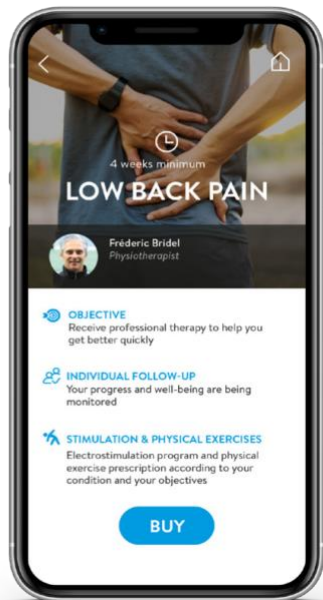 4 weeks minimum
LOW BACK PAIN
Fréderic Bridel
Physiotherapist
OBJECTIVE
Receive professional therapy to help you
get better quickly
INDIVIDUAL FOLLOW-UP
Your progress and well-being are being
monitored
STIMULATION & PHYSICAL EXERCISES
Electrostimulation program and physical
exercise prescription according to your
condition and your objectives
BUY